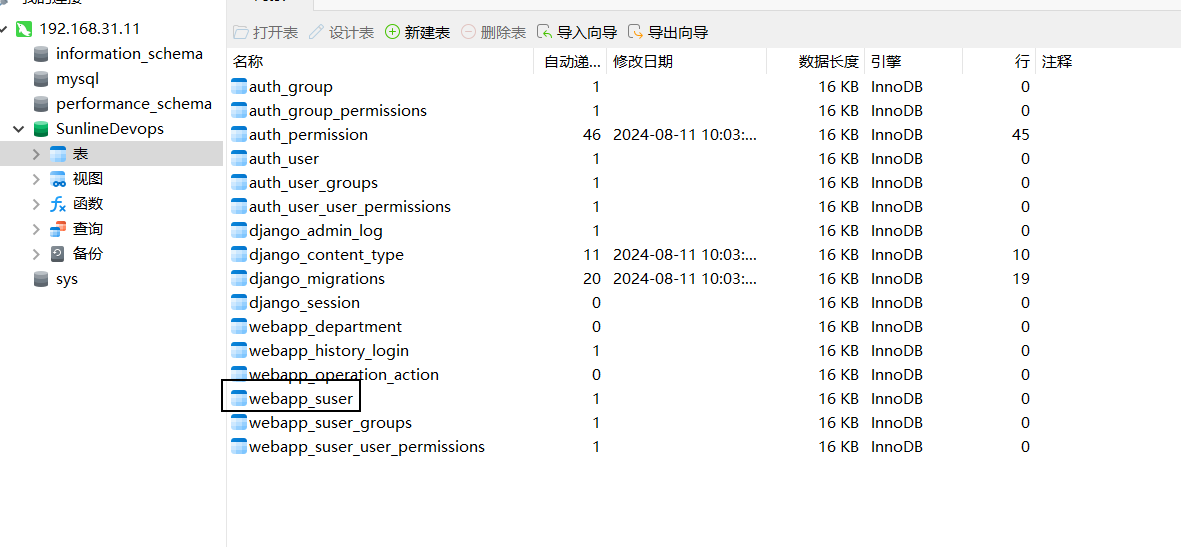 192.168.31.11
information_schema
mysql
performance_schema
SunlineDevops
表
视图
函数
查询
备份
sys
打开表 设计表 新建表 删除表 导入向导 导出向导
名称 自动递... 修改日期 数据长度 引擎 行 注释
auth_group 1 16 KB InnoDB 0
auth_group_permissions 1 16 KB InnoDB 0
auth_permission 46 2024-08-11 10:03:... 16 KB InnoDB 45
auth_user 1 16 KB InnoDB 0
auth_user_groups 1 16 KB InnoDB 0
auth_user_user_permissions 1 16 KB InnoDB 0
django_admin_log 1 16 KB InnoDB 0
django_content_type 11 2024-08-11 10:03:... 16 KB InnoDB 10
django_migrations 20 2024-08-11 10:03:... 16 KB InnoDB 19
django_session 0 16 KB InnoDB 0
webapp_department 0 16 KB InnoDB 0
webapp_history_login 1 16 KB InnoDB 0
webapp_operation_action 0 16 KB InnoDB 0
webapp_suser 1 16 KB InnoDB 0
webapp_suser_groups 1 16 KB InnoDB 0
webapp_suser_user_permissions 1 16 KB InnoDB 0